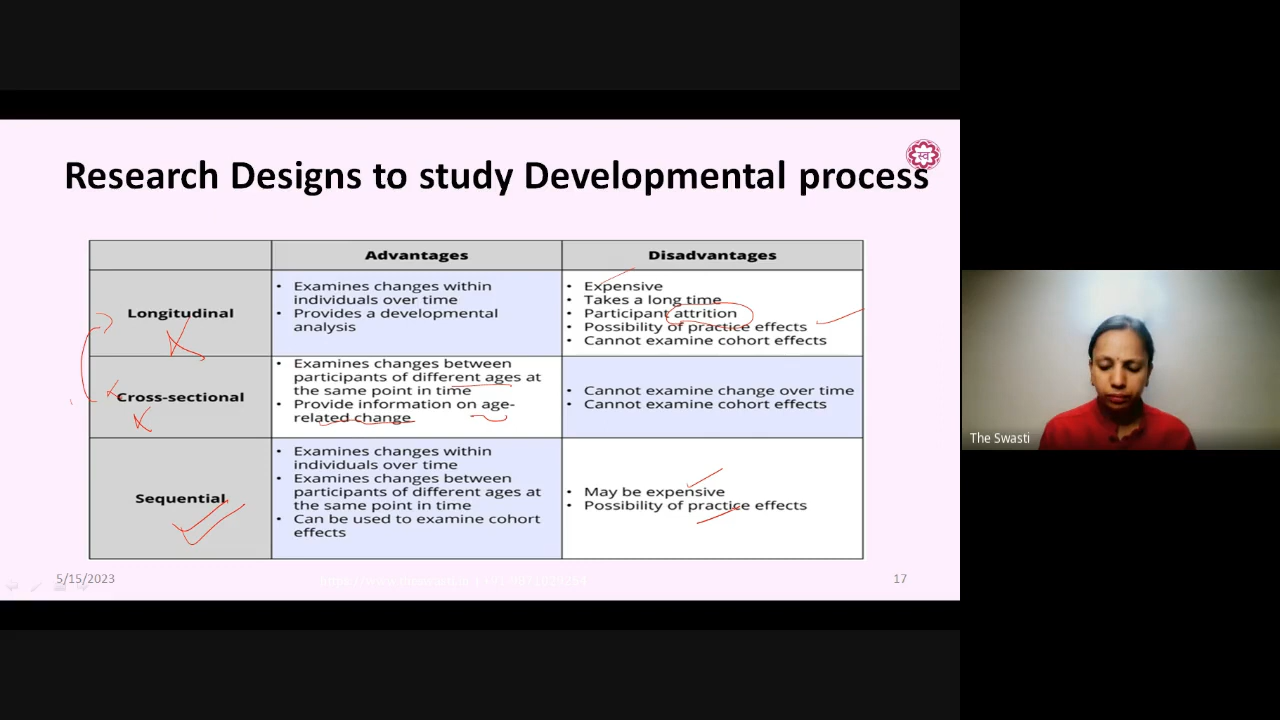 Research Designs to study Developmental process
स्व
Advantages
Disadvantages
Longitudinal
• Examines changes within
individuals over time
• Provides a developmental
analysis
• Expensive
• Takes a long time
• Participant attrition
• Possibility of practice effects
• Cannot examine cohort effects
Cross-sectional
• Examines changes between
participants of different ages at
the same point in time
• Provide information on age-
related change
• Cannot examine change over time
• Cannot examine cohort effects
Sequential
• Examines changes within
individuals over time
• Examines changes between
participants of different ages at
the same point in time
• Can be used to examine cohort
effects
• May be expensive
• Possibility of practice effects
5/15/2023
17
The Swasti